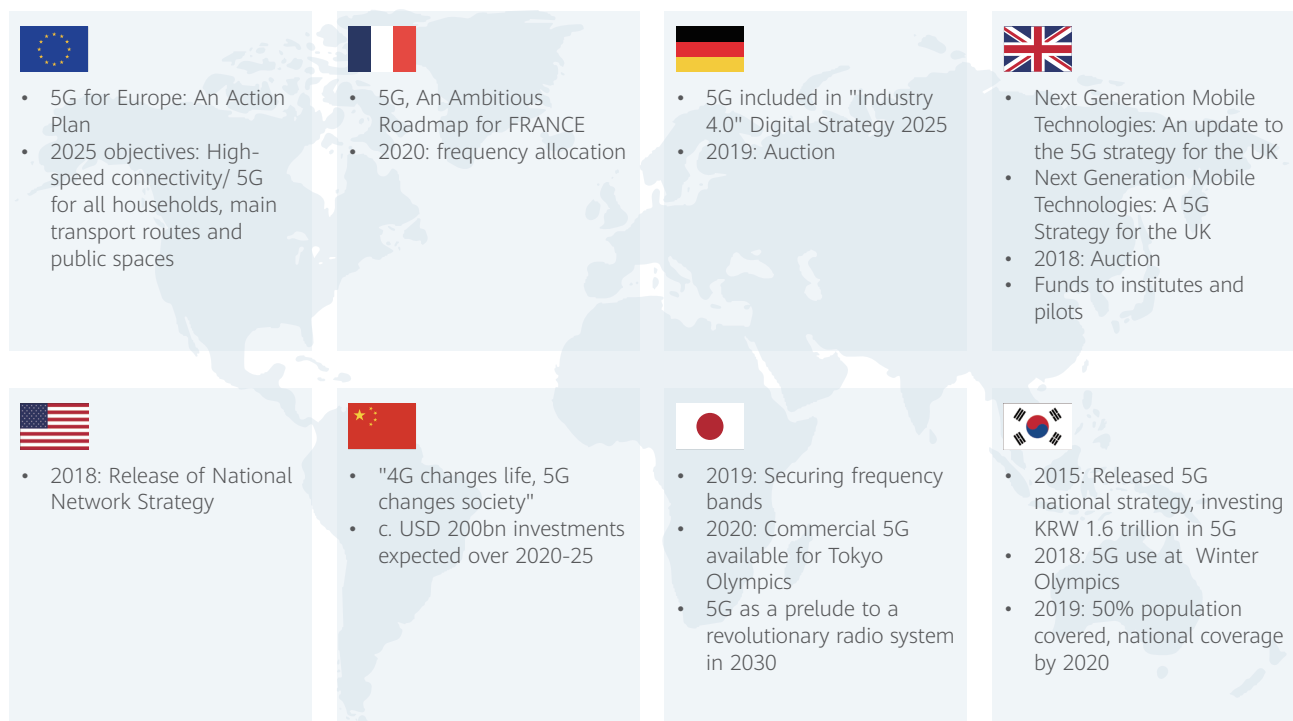 • 5G for Europe: An Action
Plan
• 2025 objectives: High-
speed connectivity/ 5G
for all households, main
transport routes and
public spaces
• 5G, An Ambitious
Roadmap for FRANCE
• 2020: frequency allocation
• 5G included in "Industry
4.0" Digital Strategy 2025
• 2019: Auction
• Next Generation Mobile
Technologies: An update to
the 5G strategy for the UK
• Next Generation Mobile
Technologies: A 5G
Strategy for the UK
• 2018: Auction
• Funds to institutes and
pilots
• 2018: Release of National
Network Strategy
• "4G changes life, 5G
changes society"
• c. USD 200bn investments
expected over 2020-25
• 2019: Securing frequency
bands
• 2020: Commercial 5G
available for Tokyo
Olympics
• 5G as a prelude to a
revolutionary radio system
in 2030
• 2015: Released 5G
national strategy, investing
KRW 1.6 trillion in 5G
• 2018: 5G use at  Winter
Olympics
• 2019: 50% population
covered, national coverage
by 2020